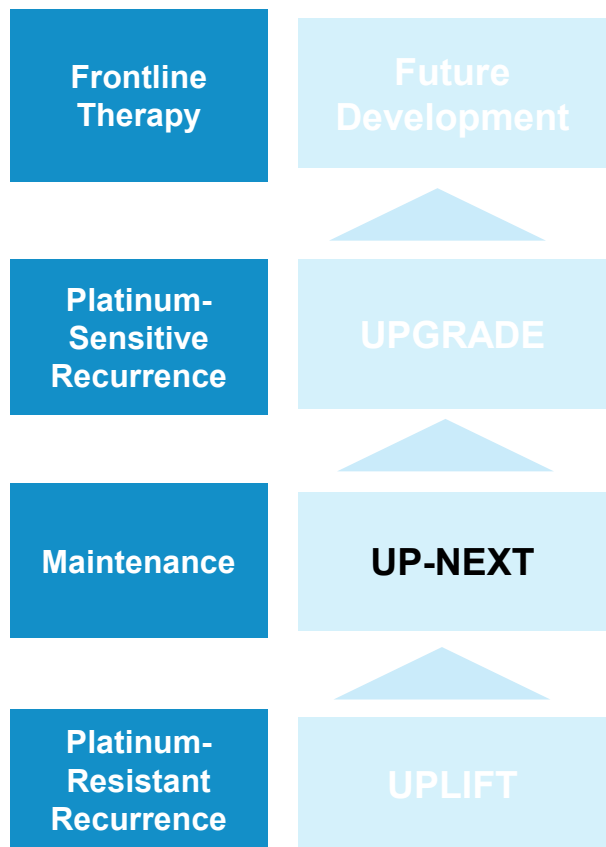 Frontline
Therapy
Future
Development
Platinum-
Sensitive
Recurrence
UPGRADE
Maintenance
UP-NEXT
Platinum-
Resistant
Recurrence
UPLIFT